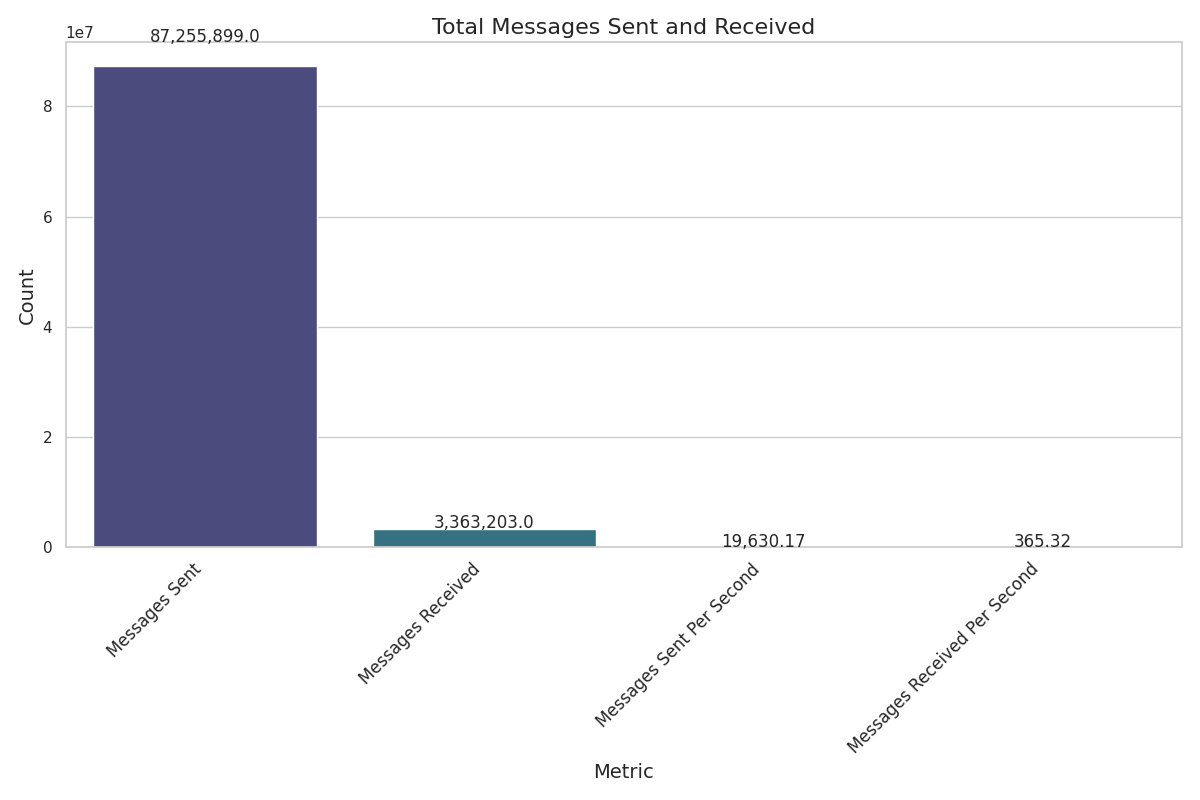 Total Messages Sent and Received
1e7
87,255,899.0
8
6
4
2
0
Count
3,363,203.0
19,630.17
365.32
Messages Sent
Messages Received
Messages Sent Per Second
Messages Received Per Second
Metric